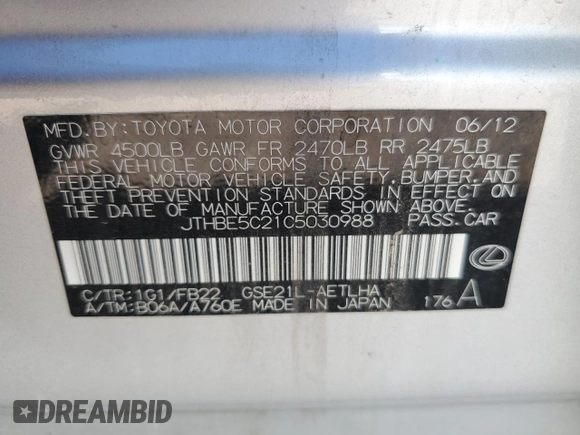 MFD. BY: TOYOTA MOTOR CORPORATION 06/12
GVWR 4500LB GAWR FR 2470LB RR 2475LB
THIS VEHICLE CONFORMS TO ALL APPLICABLE
FEDERAL MOTOR VEHICLE SAFETY, BUMPER, AND
THEFT PREVENTION STANDARDS IN EFFECT ON
THE DATE OF MANUFACTURE SHOWN ABOVE.
JTHBE5C21C5030988 PASS.CAR
C/TR:1G1/FB22 GSE21L-AETLHA
A/TM:B06A/A760E MADE IN JAPAN 176A
DREAMBID